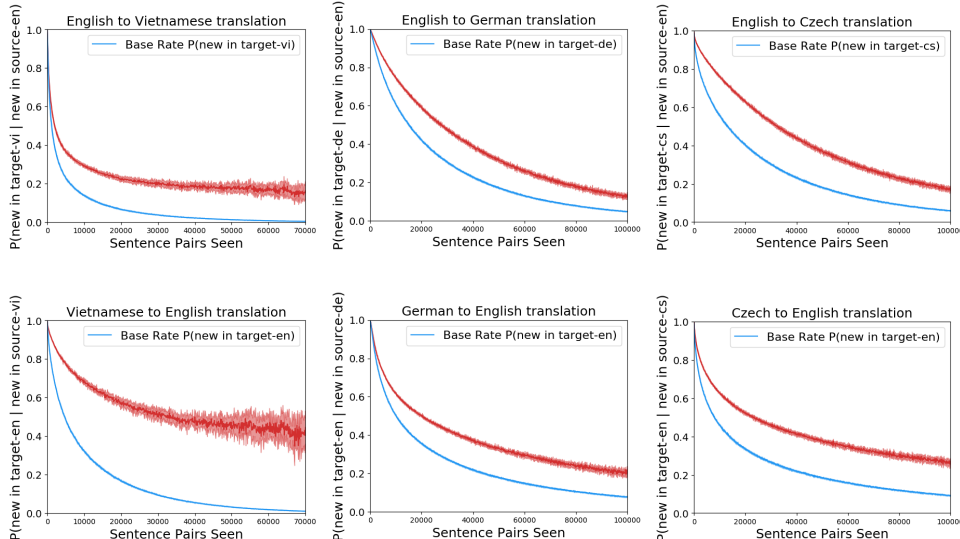 English to Vietnamese translation
P(new in target-vi | new in source-en)
Base Rate P(new in target-vi)
1.0
0.8
0.6
0.4
0.2
0.0
0 10000 20000 30000 40000 50000 60000 70000
Sentence Pairs Seen
English to German translation
P(new in target-de | new in source-en)
Base Rate P(new in target-de)
1.0
0.8
0.6
0.4
0.2
0.0
0 20000 40000 60000 80000 100000
Sentence Pairs Seen
English to Czech translation
P(new in target-cs | new in source-en)
Base Rate P(new in target-cs)
1.0
0.8
0.6
0.4
0.2
0.0
0 20000 40000 60000 80000 100000
Sentence Pairs Seen
Vietnamese to English translation
P(new in target-en | new in source-vi)
Base Rate P(new in target-en)
1.0
0.8
0.6
0.4
0.2
0.0
0 10000 20000 30000 40000 50000 60000 70000
Sentence Pairs Seen
German to English translation
P(new in target-en | new in source-de)
Base Rate P(new in target-en)
1.0
0.8
0.6
0.4
0.2
0.0
0 20000 40000 60000 80000 100000
Sentence Pairs Seen
Czech to English translation
P(new in target-en | new in source-cs)
Base Rate P(new in target-en)
1.0
0.8
0.6
0.4
0.2
0.0
0 20000 40000 60000 80000 100000
Sentence Pairs Seen